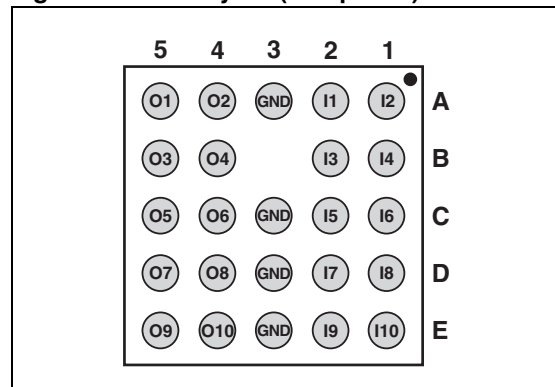 5 4 3 2 1
O1 O2 GND I1 I2 A
O3 O4 I3 I4 B
O5 O6 GND I5 I6 C
O7 O8 GND I7 I8 D
O9 O10 GND I9 I10 E